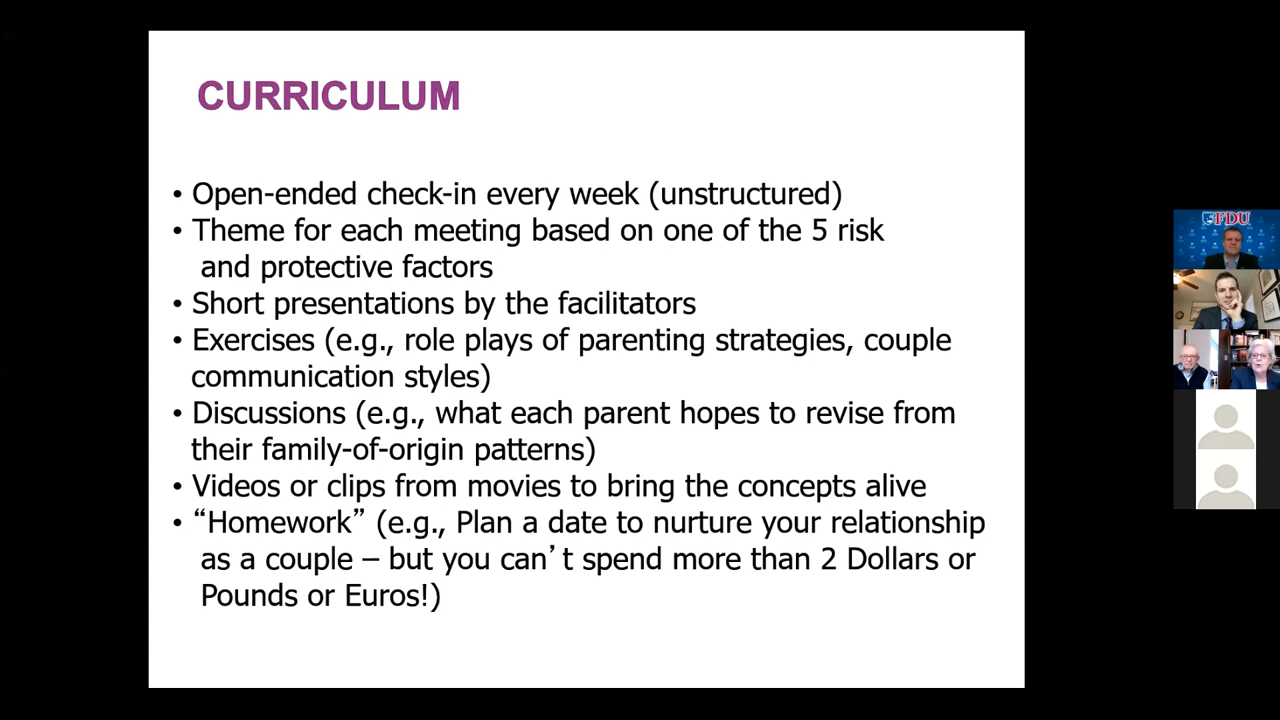 CURRICULUM
• Open-ended check-in every week (unstructured)
• Theme for each meeting based on one of the 5 risk
and protective factors
• Short presentations by the facilitators
• Exercises (e.g., role plays of parenting strategies, couple
communication styles)
• Discussions (e.g., what each parent hopes to revise from
their family-of-origin patterns)
• Videos or clips from movies to bring the concepts alive
• “Homework” (e.g., Plan a date to nurture your relationship
as a couple – but you can’t spend more than 2 Dollars or
Pounds or Euros!)
FDU